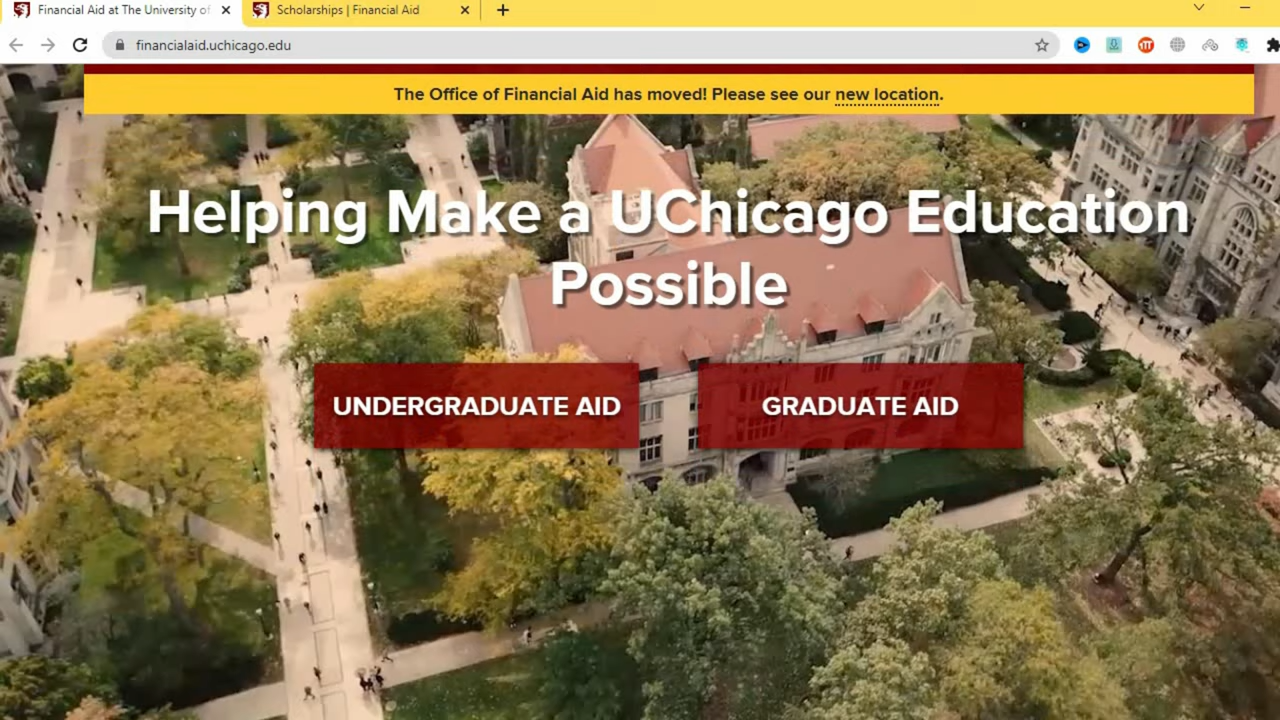 Financial Aid at The University of
Scholarships | Financial Aid
financialaid.uchicago.edu
The Office of Financial Aid has moved! Please see our new location.
Helping Make a UChicago Education
Possible
UNDERGRADUATE AID
GRADUATE AID